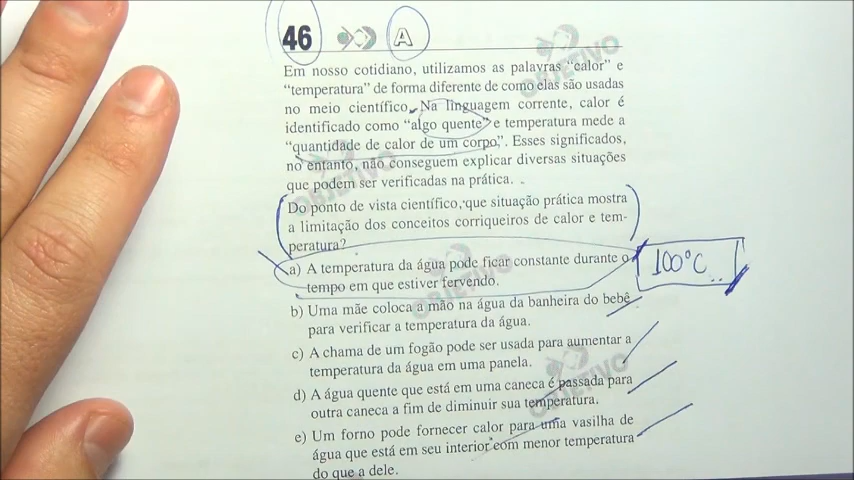 46 A
Em nosso cotidiano, utilizamos as palavras “calor” e
“temperatura” de forma diferente de como elas são usadas
no meio científico. Na linguagem corrente, calor é
identificado como “algo quente” e temperatura mede a
“quantidade de calor de um corpo”. Esses significados,
no entanto, não conseguem explicar diversas situações
que podem ser verificadas na prática.
Do ponto de vista científico, que situação prática mostra
a limitação dos conceitos corriqueiros de calor e tem-
peratura?
a) A temperatura da água pode ficar constante durante o
tempo em que estiver fervendo.
100°C
b) Uma mãe coloca a mão na água da banheira do bebê
para verificar a temperatura da água.
c) A chama de um fogão pode ser usada para aumentar a
temperatura da água em uma panela.
d) A água quente que está em uma caneca é passada para
outra caneca a fim de diminuir sua temperatura.
e) Um forno pode fornecer calor para uma vasilha de
água que está em seu interior com menor temperatura
do que a dele.
OBJETIVO
OBJETIVO
OBJETIVO
OBJETIVO